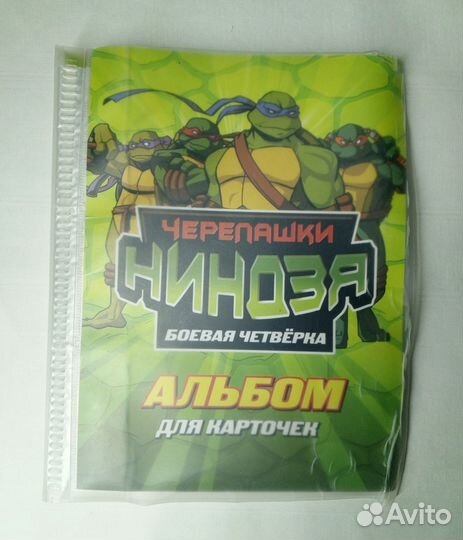 ЧЕРЕПАШКИ
НИНДЗЯ
БОЕВАЯ ЧЕТВЁРКА
АЛЬБОМ
ДЛЯ КАРТОЧЕК
Avito